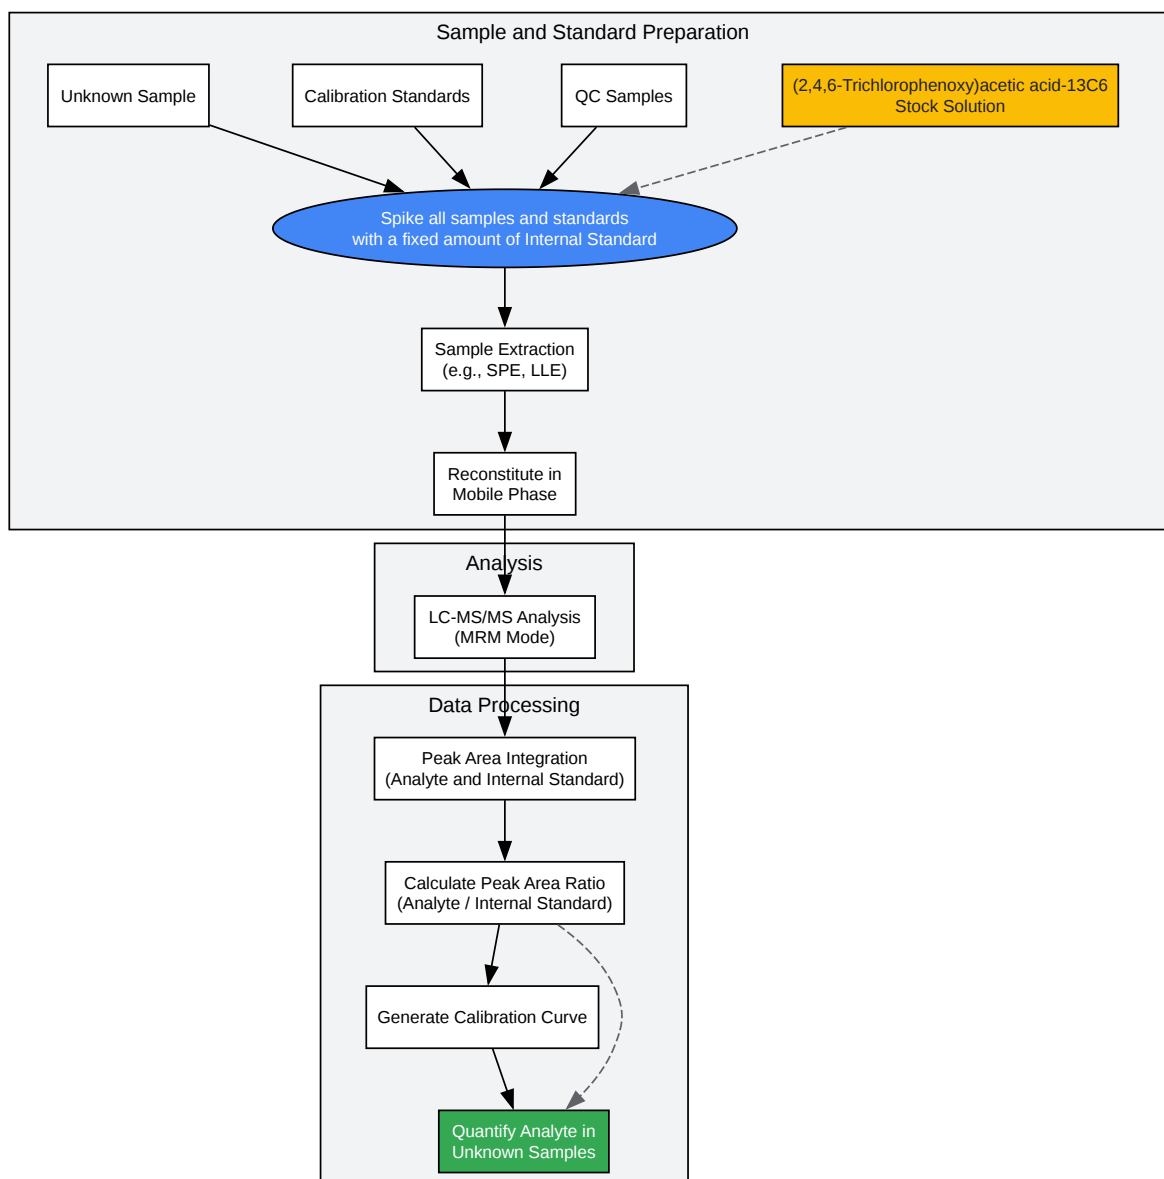 Sample and Standard Preparation
Unknown Sample
Calibration Standards
QC Samples
(2,4,6-Trichlorophenoxy)acetic acid-13C6
Stock Solution
Spike all samples and standards
with a fixed amount of Internal Standard
Sample Extraction
(e.g., SPE, LLE)
Reconstitute in
Mobile Phase
Analysis
LC-MS/MS Analysis
(MRM Mode)
Data Processing
Peak Area Integration
(Analyte and Internal Standard)
Calculate Peak Area Ratio
(Analyte / Internal Standard)
Generate Calibration Curve
Quantify Analyte in
Unknown Samples